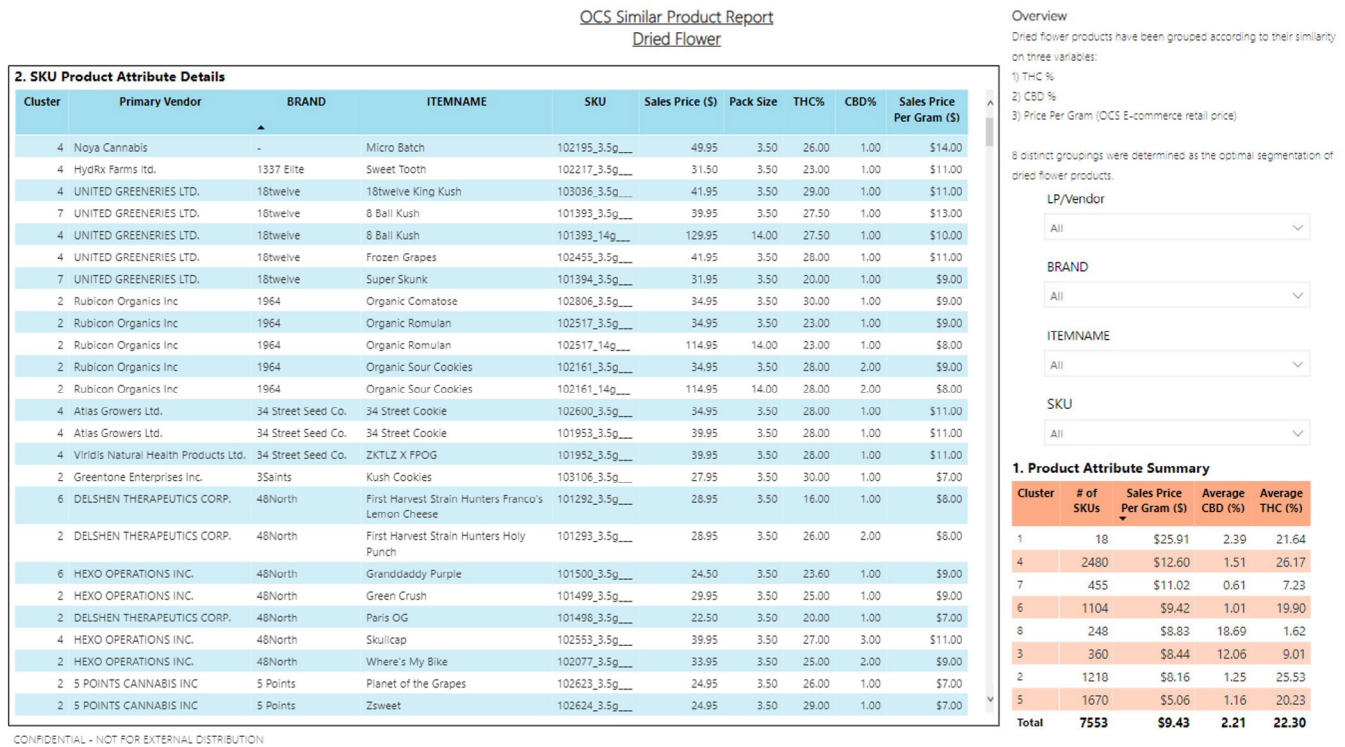 OCS Similar Product Report
Dried Flower
2. SKU Product Attribute Details
Cluster Primary Vendor BRAND ITEMNAME SKU Sales Price ($) Pack Size THC% CBD% Sales Price Per Gram ($)
4 Noya Cannabis - Micro Batch 102195_3.5g___ 49.95 3.50 26.00 1.00 $14.00
4 HydRx Farms ltd. 1337 Elite Sweet Tooth 102217_3.5g___ 31.50 3.50 23.00 1.00 $11.00
4 UNITED GREENERIES LTD. 18twelve 18twelve King Kush 103036_3.5g___ 41.95 3.50 29.00 1.00 $11.00
7 UNITED GREENERIES LTD. 18twelve 8 Ball Kush 101393_3.5g___ 39.95 3.50 27.50 1.00 $13.00
4 UNITED GREENERIES LTD. 18twelve 8 Ball Kush 101393_14g___ 129.95 14.00 27.50 1.00 $10.00
4 UNITED GREENERIES LTD. 18twelve Frozen Grapes 102455_3.5g___ 41.95 3.50 28.00 1.00 $11.00
7 UNITED GREENERIES LTD. 18twelve Super Skunk 101394_3.5g___ 31.95 3.50 20.00 1.00 $9.00
2 Rubicon Organics Inc 1964 Organic Comatose 102806_3.5g___ 34.95 3.50 30.00 1.00 $9.00
2 Rubicon Organics Inc 1964 Organic Romulan 102517_3.5g___ 34.95 3.50 23.00 1.00 $9.00
2 Rubicon Organics Inc 1964 Organic Romulan 102517_14g___ 114.95 14.00 23.00 1.00 $8.00
2 Rubicon Organics Inc 1964 Organic Sour Cookies 102161_3.5g___ 34.95 3.50 28.00 2.00 $9.00
2 Rubicon Organics Inc 1964 Organic Sour Cookies 102161_14g___ 114.95 14.00 28.00 2.00 $8.00
4 Atlas Growers Ltd. 34 Street Seed Co. 34 Street Cookie 102600_3.5g___ 34.95 3.50 28.00 1.00 $11.00
4 Atlas Growers Ltd. 34 Street Seed Co. 34 Street Cookie 101953_3.5g___ 39.95 3.50 28.00 1.00 $11.00
4 Viridis Natural Health Products Ltd. 34 Street Seed Co. ZKTLZ X FPOG 101952_3.5g___ 39.95 3.50 28.00 1.00 $11.00
2 Greentone Enterprises Inc. 3Saints Kush Cookies 103106_3.5g___ 27.95 3.50 30.00 1.00 $7.00
6 DELSHEN THERAPEUTICS CORP. 48North First Harvest Strain Hunters Franco's 101292_3.5g___ 28.95 3.50 16.00 1.00 $8.00
Lemon Cheese
2 DELSHEN THERAPEUTICS CORP. 48North First Harvest Strain Hunters Holy 101293_3.5g___ 28.95 3.50 26.00 2.00 $8.00
Punch
6 HEXO OPERATIONS INC. 48North Granddaddy Purple 101500_3.5g___ 24.50 3.50 23.60 1.00 $9.00
2 HEXO OPERATIONS INC. 48North Green Crush 101499_3.5g___ 29.95 3.50 25.00 1.00 $9.00
2 DELSHEN THERAPEUTICS CORP. 48North Paris OG 101498_3.5g___ 22.50 3.50 20.00 1.00 $7.00
4 HEXO OPERATIONS INC. 48North Skullcap 102553_3.5g___ 39.95 3.50 27.00 3.00 $11.00
2 HEXO OPERATIONS INC. 48North Where's My Bike 102077_3.5g___ 33.95 3.50 25.00 2.00 $9.00
2 5 POINTS CANNABIS INC 5 Points Planet of the Grapes 102623_3.5g___ 24.95 3.50 26.00 1.00 $7.00
2 5 POINTS CANNABIS INC 5 Points Zsweet 102624_3.5g___ 24.95 3.50 29.00 1.00 $7.00
CONFIDENTIAL - NOT FOR EXTERNAL DISTRIBUTION
Overview
Dried flower products have been grouped according to their similarity
on three variables:
1) THC %
2) CBD %
3) Price Per Gram (OCS E-commerce retail price)
8 distinct groupings were determined as the optimal segmentation of
dried flower products.
LP/Vendor
All
BRAND
All
ITEMNAME
All
SKU
All
1. Product Attribute Summary
Cluster # of SKUs Sales Price Per Gram ($) Average CBD (%) Average THC (%)
1 18 $25.91 2.39 21.64
4 2480 $12.60 1.51 26.17
7 455 $11.02 0.61 7.23
6 1104 $9.42 1.01 19.90
8 248 $8.83 18.69 1.62
3 360 $8.44 12.06 9.01
2 1218 $8.16 1.25 25.53
5 1670 $5.06 1.16 20.23
Total 7553 $9.43 2.21 22.30